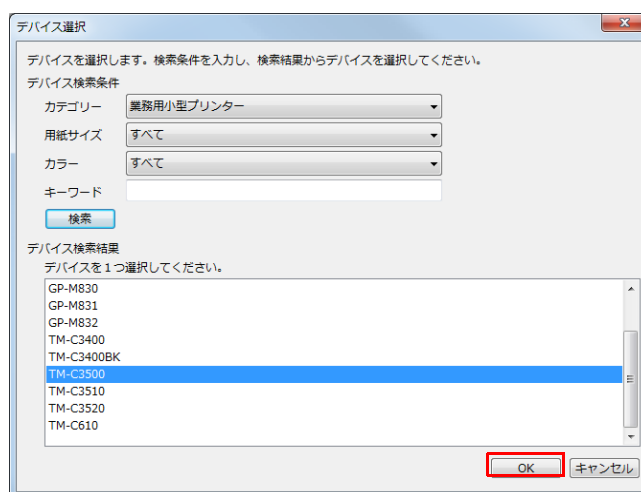 デバイス選択
デバイスを選択します。検索条件を入力し、検索結果からデバイスを選択してください。
デバイス検索条件
カテゴリー 業務用小型プリンター
用紙サイズ すべて
カラー すべて
キーワード
検索
デバイス検索結果
デバイスを1つ選択してください。
GP-M830
GP-M831
GP-M832
TM-C3400
TM-C3400BK
TM-C3500
TM-C3510
TM-C3520
TM-C610
OK キャンセル